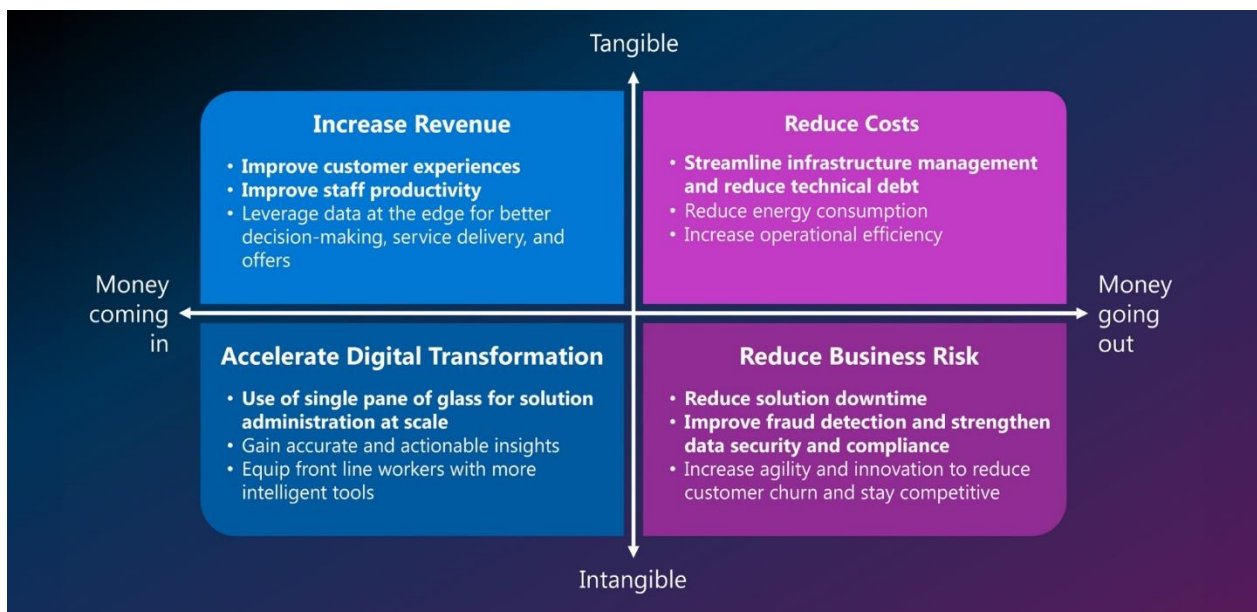 Tangible
Increase Revenue
• Improve customer experiences
• Improve staff productivity
• Leverage data at the edge for better
decision-making, service delivery, and
offers
Reduce Costs
• Streamline infrastructure management
and reduce technical debt
• Reduce energy consumption
• Increase operational efficiency
Money
coming
in
Money
going
out
Accelerate Digital Transformation
• Use of single pane of glass for solution
administration at scale
• Gain accurate and actionable insights
• Equip front line workers with more
intelligent tools
Reduce Business Risk
• Reduce solution downtime
• Improve fraud detection and strengthen
data security and compliance
• Increase agility and innovation to reduce
customer churn and stay competitive
Intangible